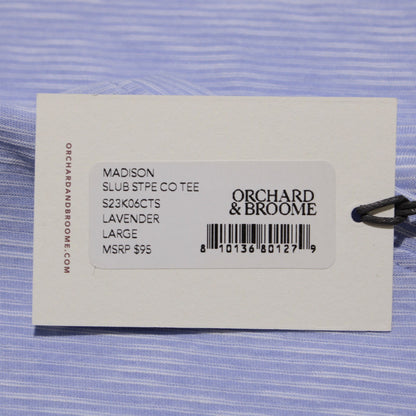 ORCHARDANDBROOME.COM
MADISON
SLUB STPE CO TEE
S23K06CTS
LAVENDER
LARGE
MSRP $95
ORCHARD
& BROOME
8 10136 80127 9